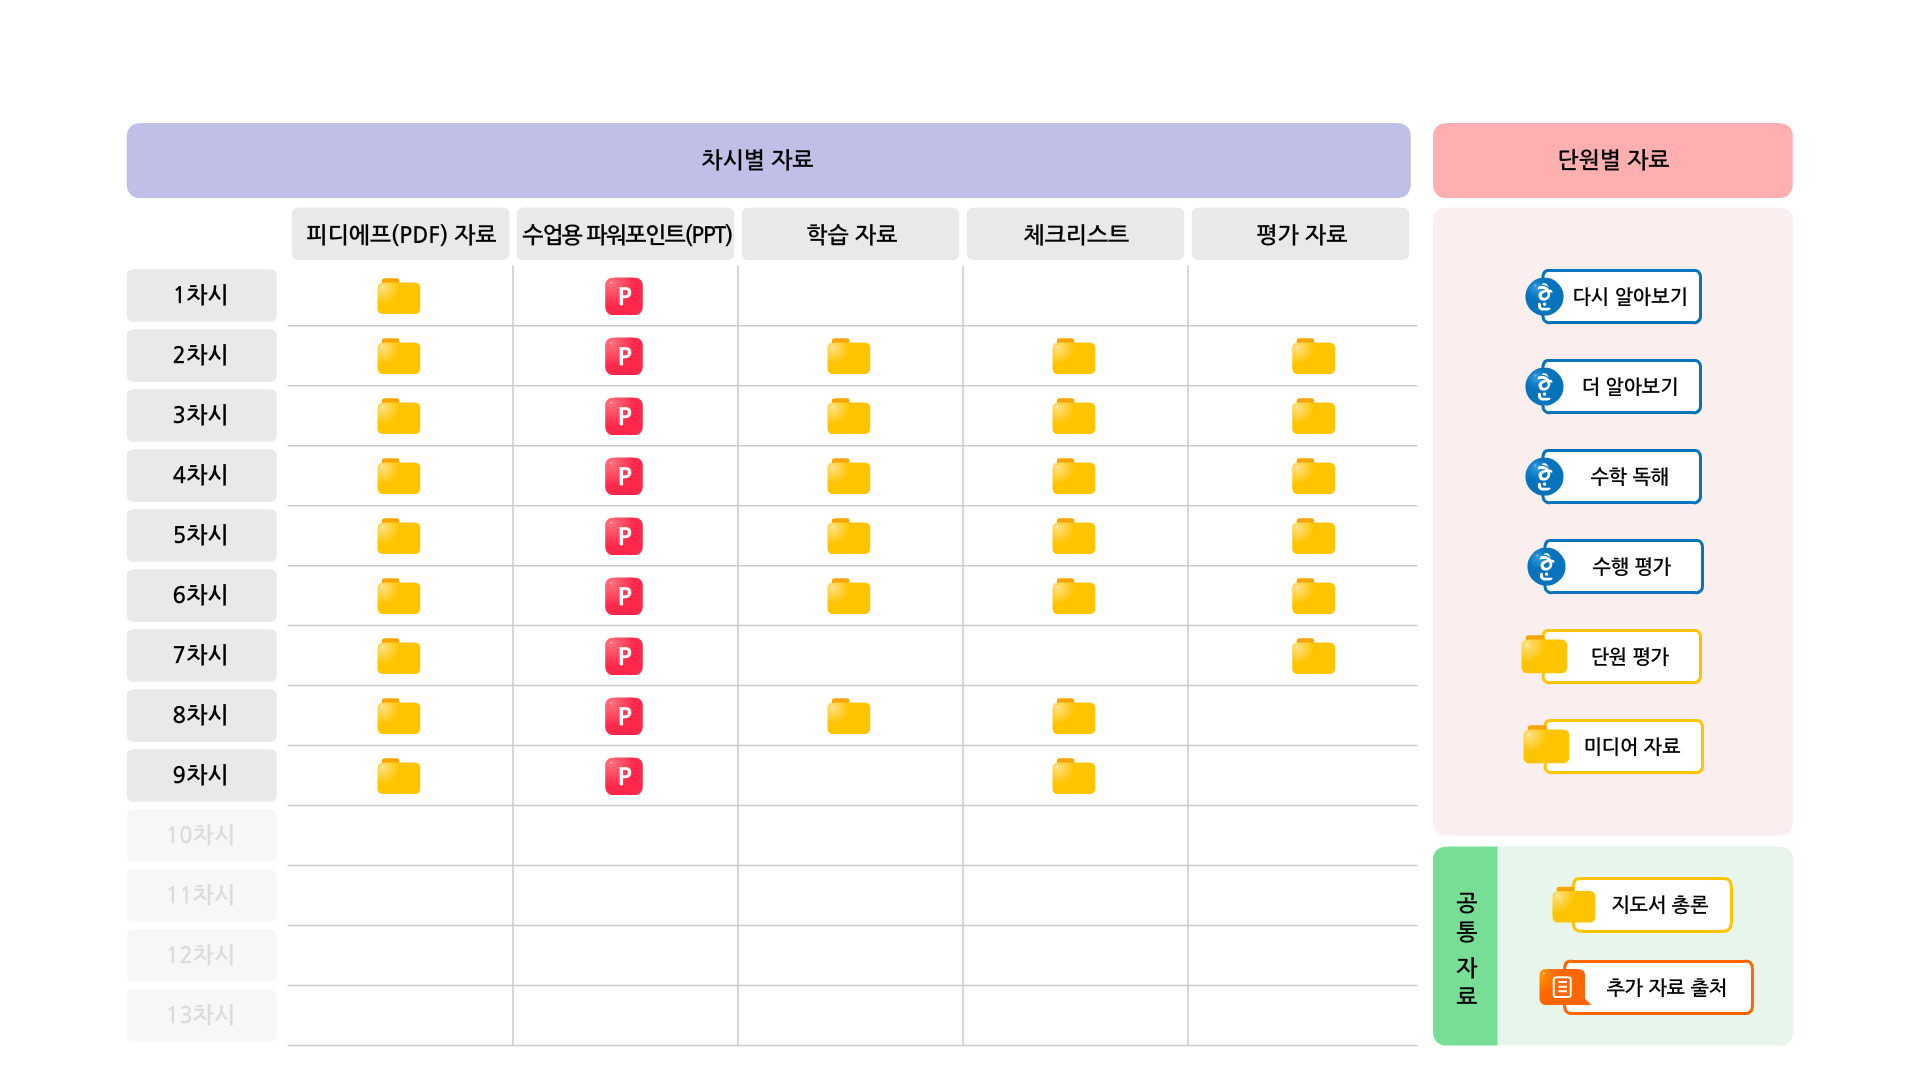 차시별 자료
단원별 자료
피디에프(PDF) 자료
수업용 파워포인트(PPT)
학습 자료
체크리스트
평가 자료
1차시
P
2차시
P
3차시
P
4차시
P
5차시
P
6차시
P
7차시
P
8차시
P
9차시
P
10차시
11차시
12차시
13차시
한
다시 알아보기
한
더 알아보기
한
수학 독해
한
수행 평가
단원 평가
미디어 자료
공통 자료
지도서 총론
추가 자료 출처